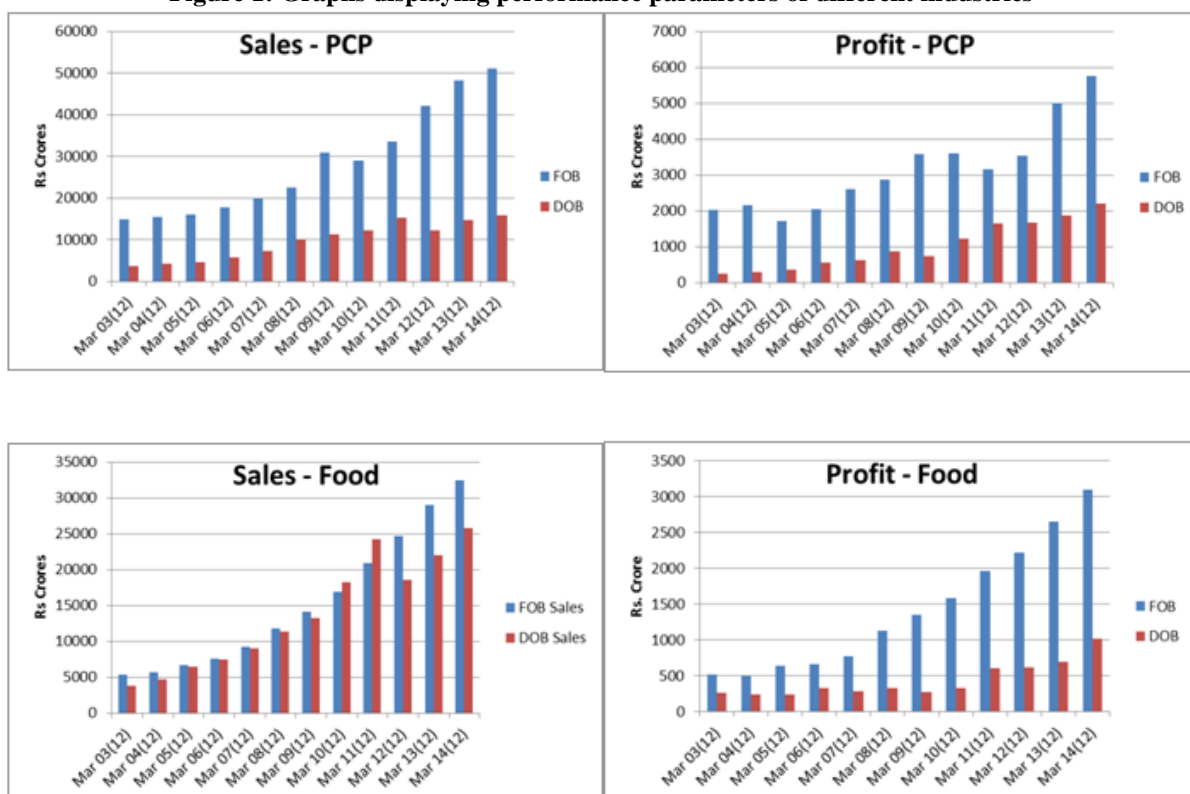 Figure 1: Graphs displaying performance parameters of different industries
Sales - PCP
60000
50000
40000
30000
20000
10000
0
Rs Crores
FOB
DOB
Mar 03(12)
Mar 04(12)
Mar 05(12)
Mar 06(12)
Mar 07(12)
Mar 08(12)
Mar 09(12)
Mar 10(12)
Mar 11(12)
Mar 12(12)
Mar 13(12)
Mar 14(12)
Profit - PCP
7000
6000
5000
4000
3000
2000
1000
0
Rs Crores
FOB
DOB
Mar 03(12)
Mar 04(12)
Mar 05(12)
Mar 06(12)
Mar 07(12)
Mar 08(12)
Mar 09(12)
Mar 10(12)
Mar 11(12)
Mar 12(12)
Mar 13(12)
Mar 14(12)
Sales - Food
35000
30000
25000
20000
15000
10000
5000
0
Rs Crores
FOB Sales
DOB Sales
Mar 03(12)
Mar 04(12)
Mar 05(12)
Mar 06(12)
Mar 07(12)
Mar 08(12)
Mar 09(12)
Mar 10(12)
Mar 11(12)
Mar 12(12)
Mar 13(12)
Mar 14(12)
Profit - Food
3500
3000
2500
2000
1500
1000
500
0
Rs. Crore
FOB
DOB
Mar 03(12)
Mar 04(12)
Mar 05(12)
Mar 06(12)
Mar 07(12)
Mar 08(12)
Mar 09(12)
Mar 10(12)
Mar 11(12)
Mar 12(12)
Mar 13(12)
Mar 14(12)